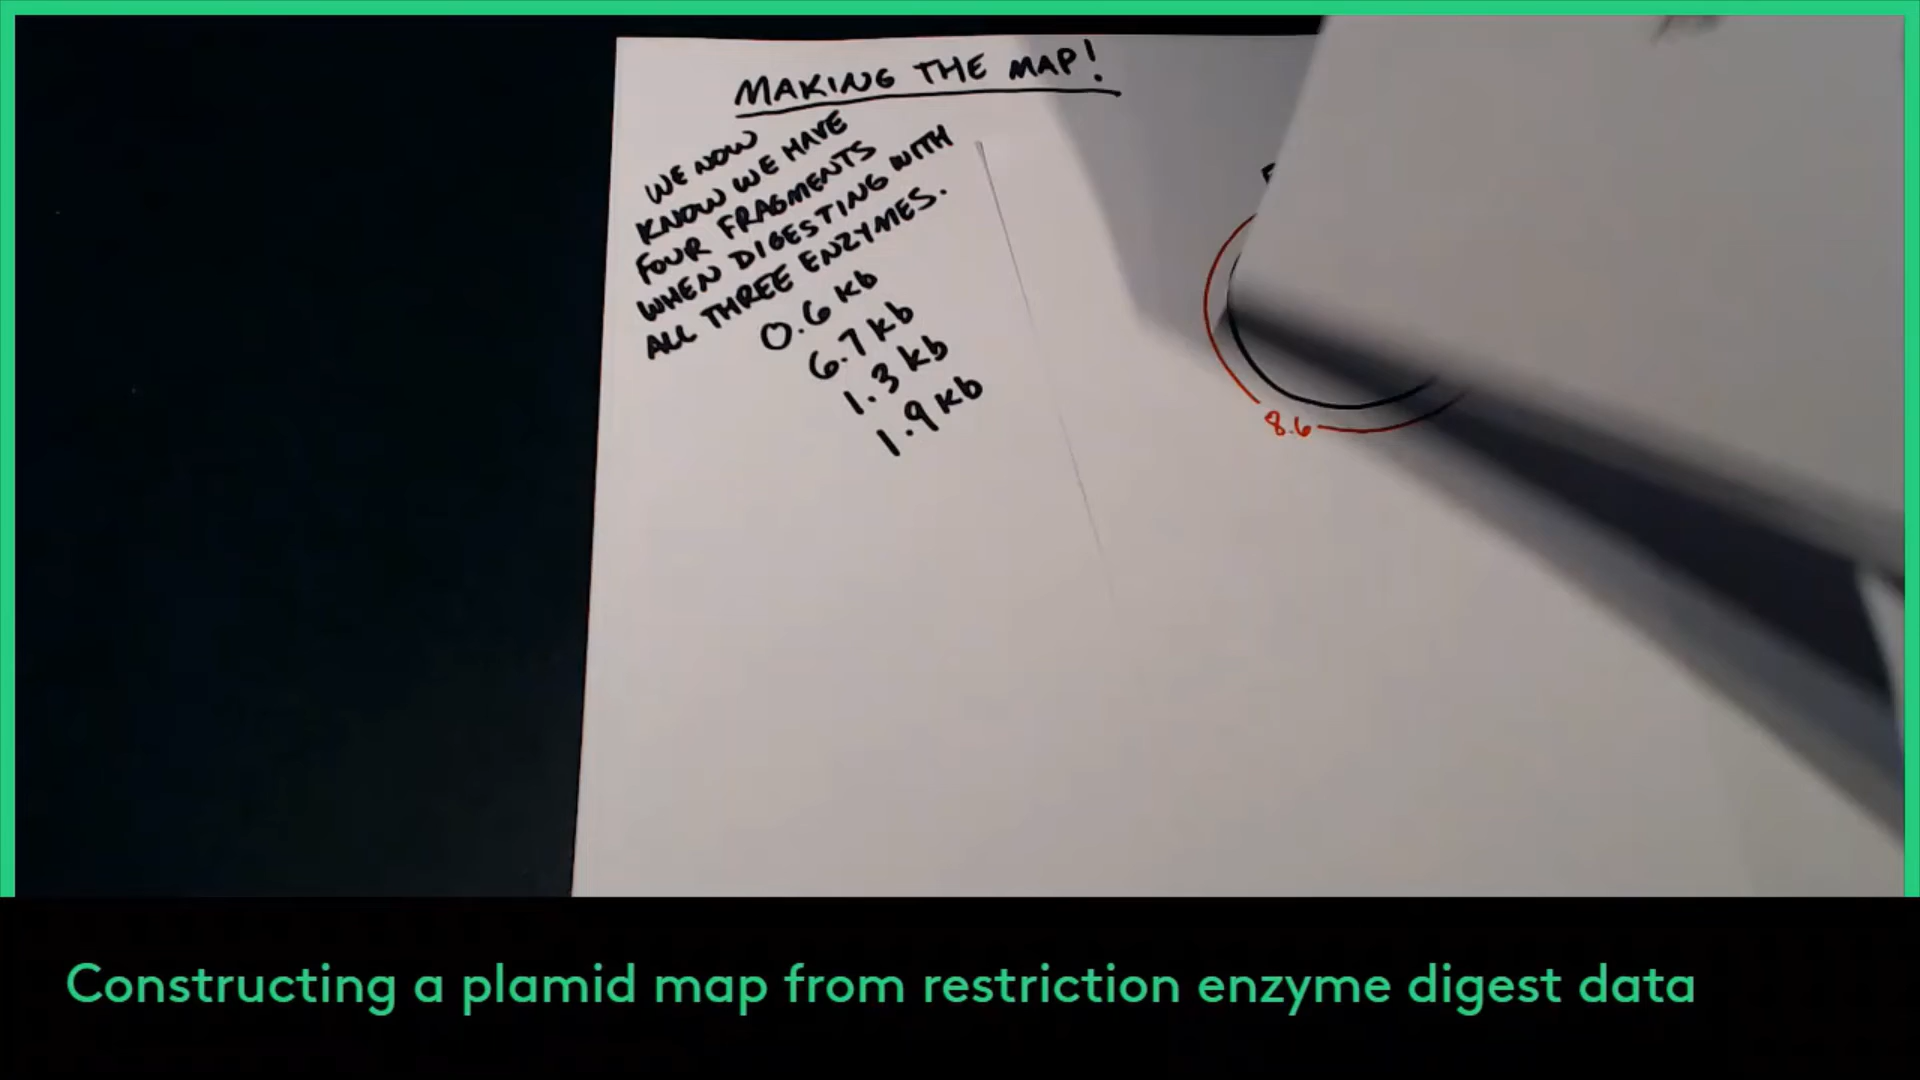 MAKING THE MAP!
WE NOW
KNOW WE HAVE
FOUR FRAGMENTS
WHEN DIGESTING WITH
ALL THREE ENZYMES.
0.6 kb
6.7 kb
1.3 kb
1.9 kb
8.6
Constructing a plamid map from restriction enzyme digest data